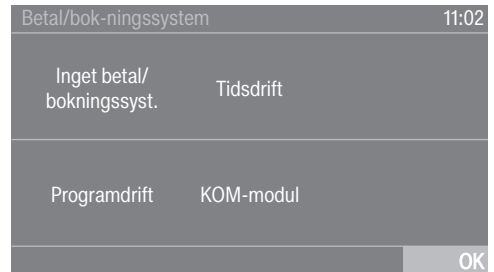 Betal/bok-ningssystem 11:02
Inget betal/
bokningssyst.
Tidsdrift
Programdrift
KOM-modul
OK